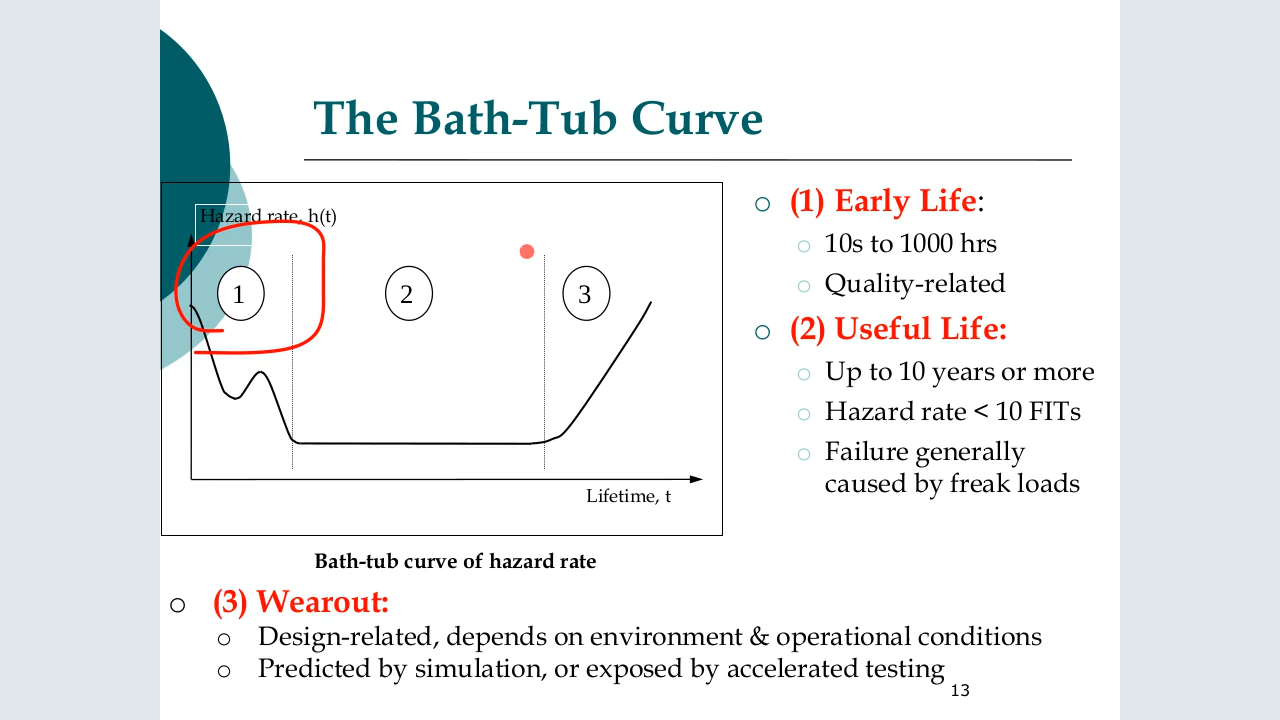 The Bath-Tub Curve
Hazard rate, h(t)
1
2
3
Lifetime, t
Bath-tub curve of hazard rate
(1) Early Life:
10s to 1000 hrs
Quality-related
(2) Useful Life:
Up to 10 years or more
Hazard rate < 10 FITs
Failure generally
caused by freak loads
(3) Wearout:
Design-related, depends on environment & operational conditions
Predicted by simulation, or exposed by accelerated testing
13